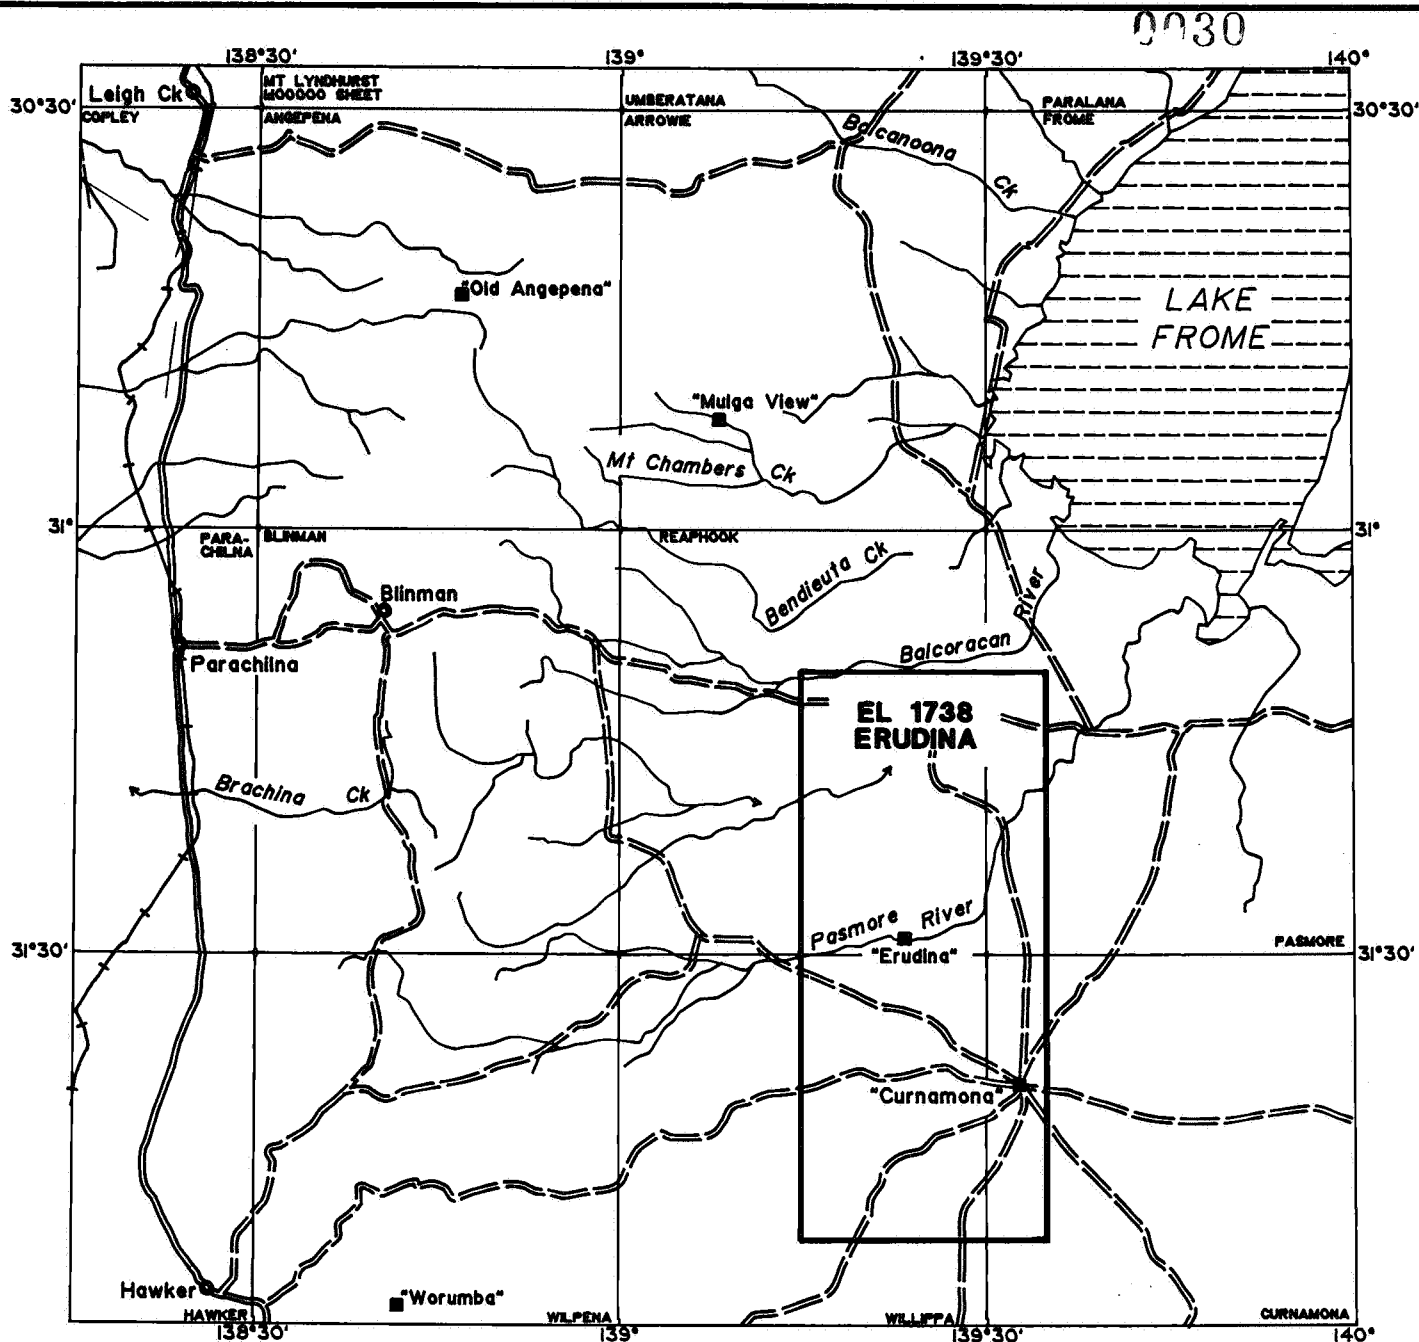 0030
138°30'
139°
139°30'
140°
Leigh Ck
MT LYNDHURST
30°30'
COPLEY
ANGEPENA
UMBERATANA
ARROWIE
PARALANA
FROME
30°30'
Balcanoona
Ck
"Old Angepena"
LAKE
FROME
"Mulga View"
Mt Chambers Ck
31°
PARA-
CHILNA
BLINMAN
REAPHOOK
31°
Bendieuta Ck
Blinman
River
Balcoracan
Parachilna
EL 1738
ERUDINA
Brachina Ck
Pasmore River
31°30'
"Erudina"
PASMORE
31°30'
"Curnamona"
Hawker
"Worumba"
HAWKER
WILPENA
WILLIPPA
CURNAMONA
138°30'
139°
139°30'
140°